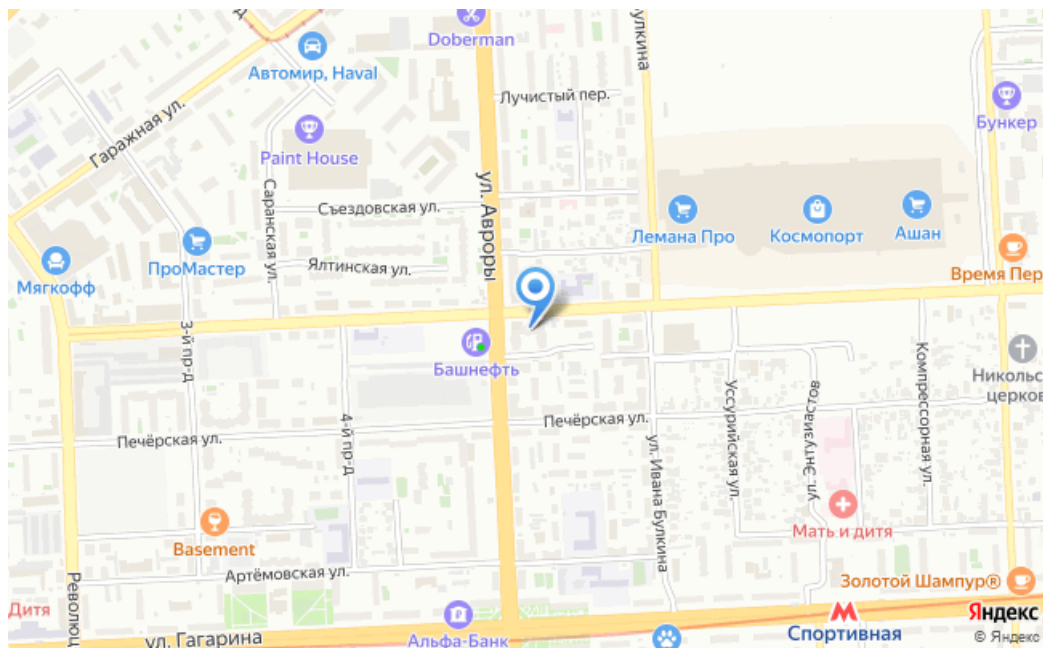 Doberman
Автомир, Haval
улкина
Лучистый пер.
Бункер
Гаражная ул.
Paint House
ул. Авроры
Саранская ул.
Съездовская ул.
Лемана Про
Космопорт
Ашан
ПроМастер
Ялтинская ул.
Мягкофф
Время Пер
3-й пр-д
Башнефть
Никольс
церков
Компрессорная ул.
Уссурийская ул.
ул. Энтузиастов
Печёрская ул.
Печёрская ул.
4-й пр-д
ул. Ивана Булкина
Мать и дитя
Basement
Артёмовская ул.
Золотой Шампур®
Дитя
Революц
ул. Гагарина
Альфа-Банк
Спортивная
Яндекс
© Яндекс